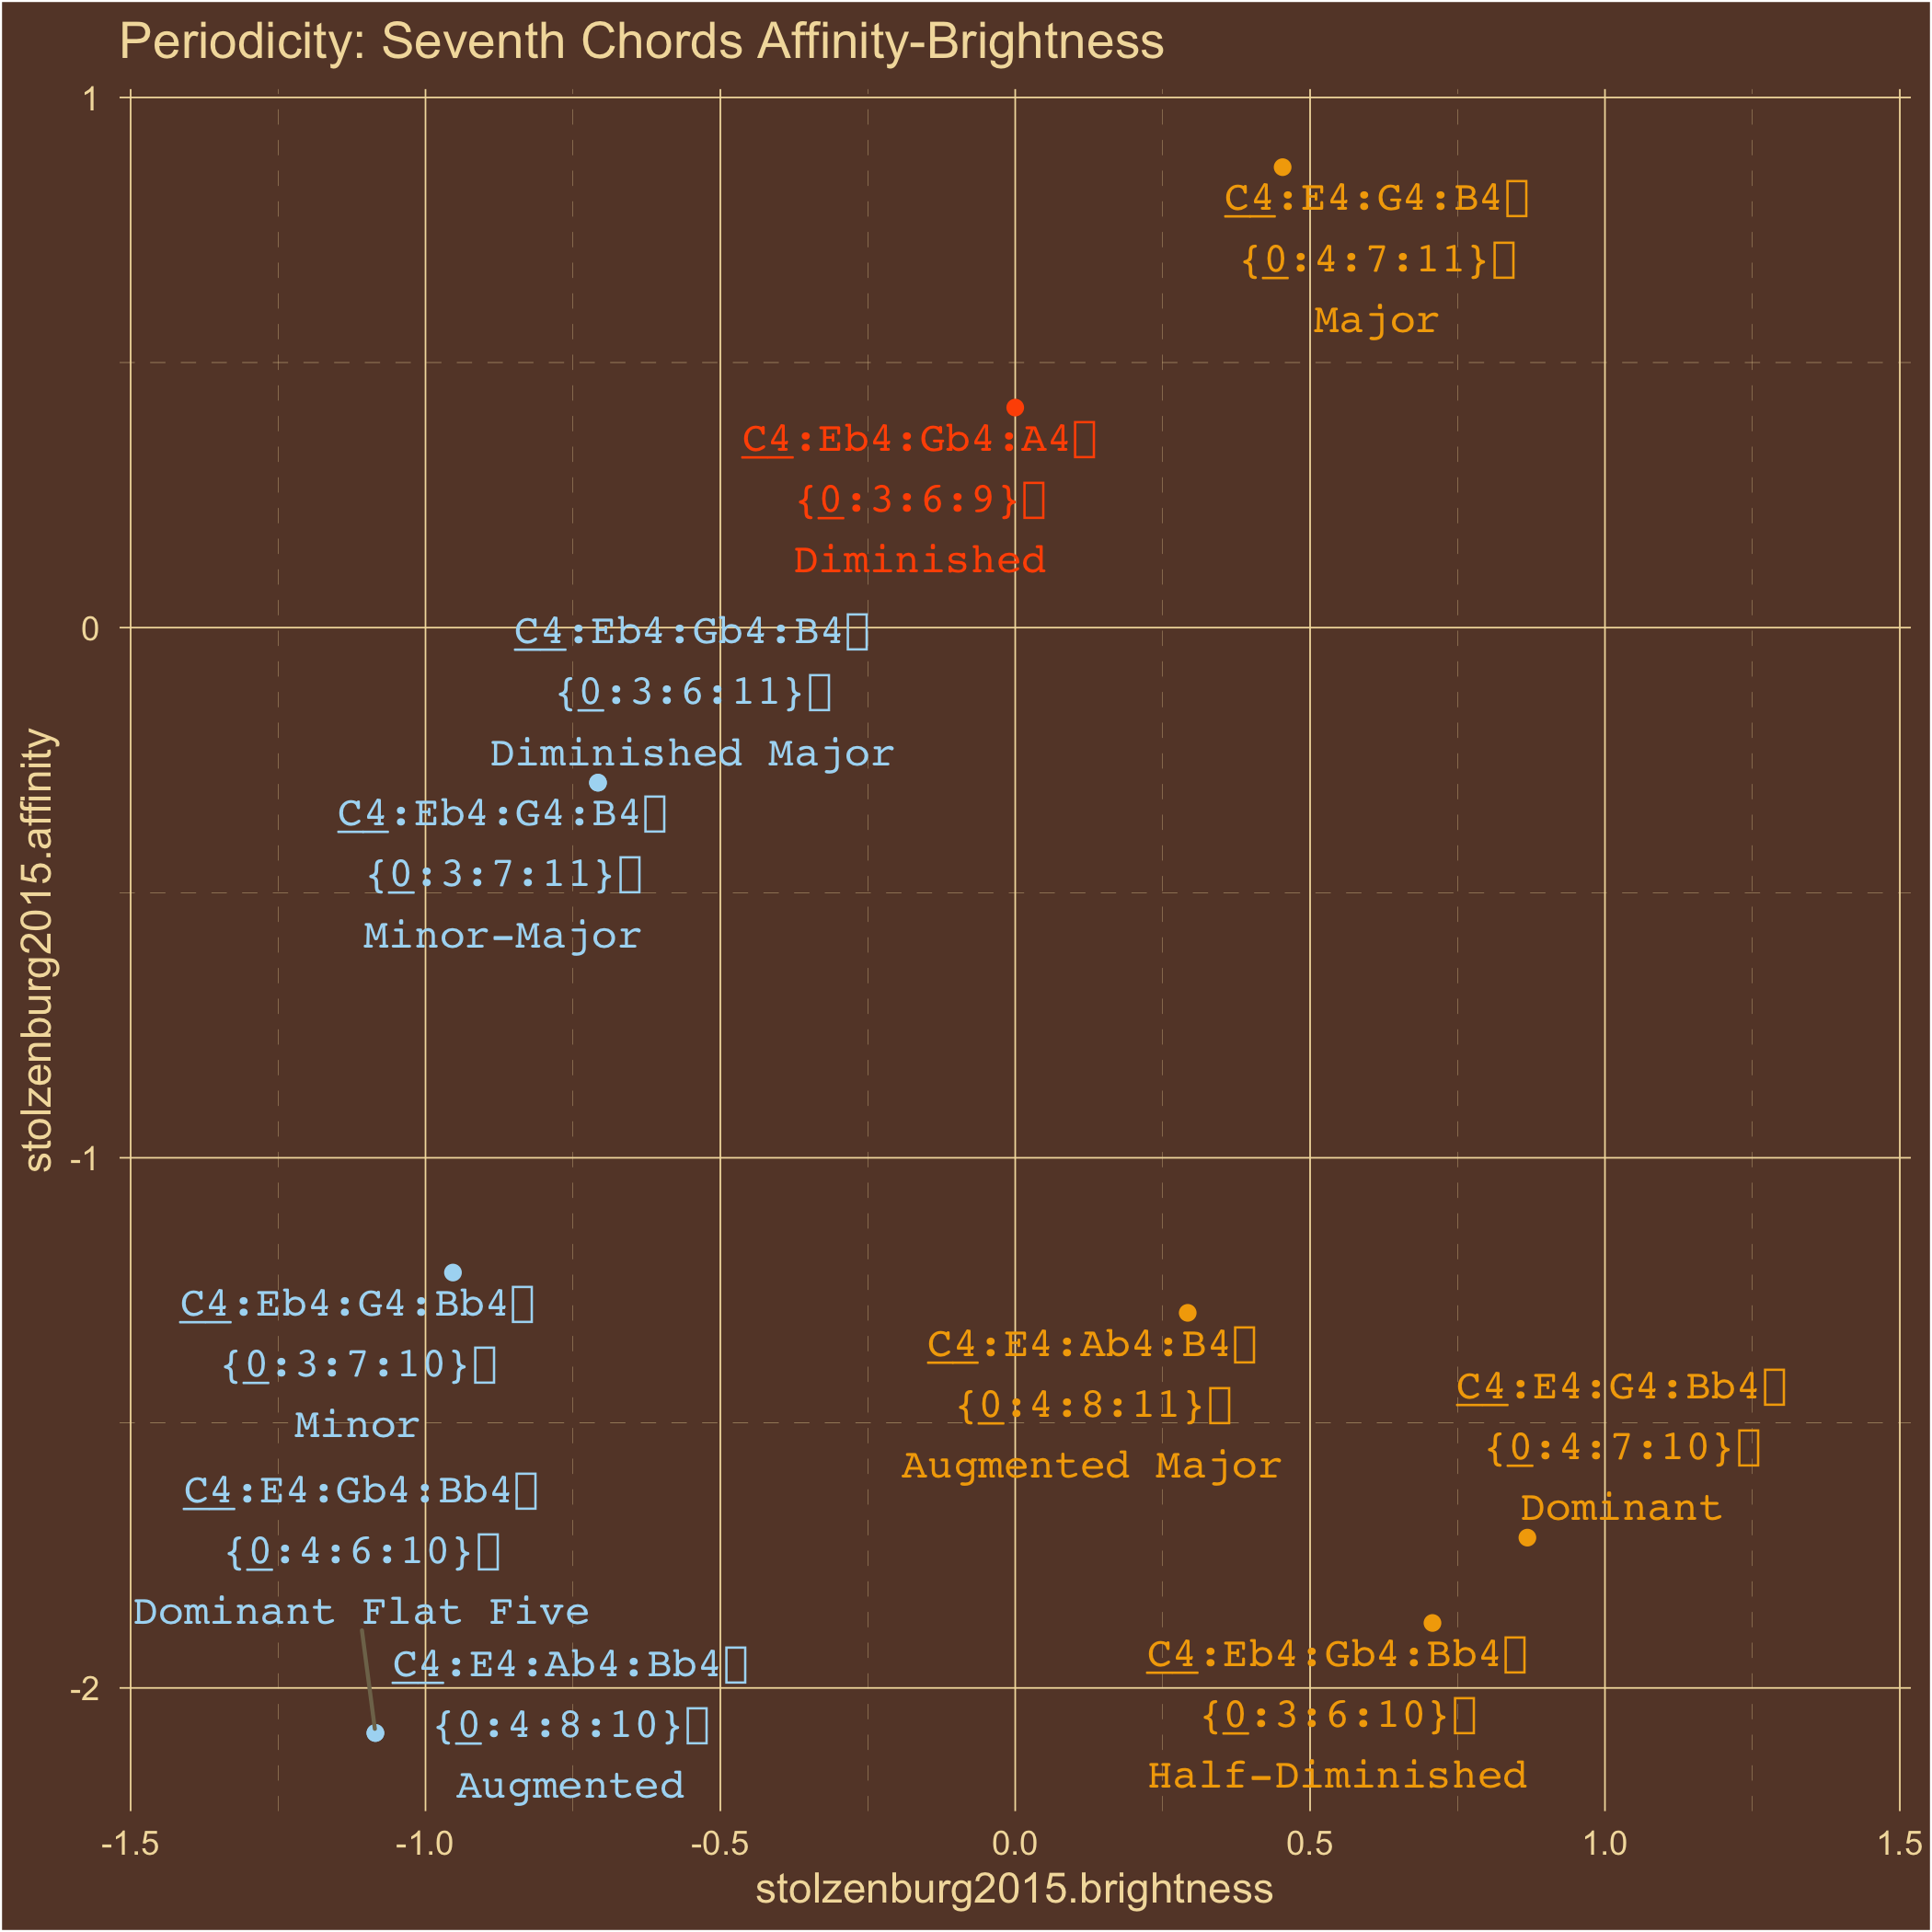 Periodicity: Seventh Chords Affinity-Brightness
stolzenburg2015.affinity
1
0
-1
-2
C4:E4:G4:B4
{0:4:7:11}
Major
C4:Eb4:Gb4:A4
{0:3:6:9}
Diminished
C4:Eb4:Gb4:B4
{0:3:6:11}
Diminished Major
C4:Eb4:G4:B4
{0:3:7:11}
Minor-Major
C4:Eb4:G4:Bb4
{0:3:7:10}
Minor
C4:E4:Ab4:B4
{0:4:8:11}
Augmented Major
C4:E4:G4:Bb4
{0:4:7:10}
Dominant
C4:E4:Gb4:Bb4
{0:4:6:10}
Dominant Flat Five
C4:E4:Ab4:Bb4
{0:4:8:10}
Augmented
C4:Eb4:Gb4:Bb4
{0:3:6:10}
Half-Diminished
-1.5 -1.0 -0.5 0.0 0.5 1.0 1.5
stolzenburg2015.brightness